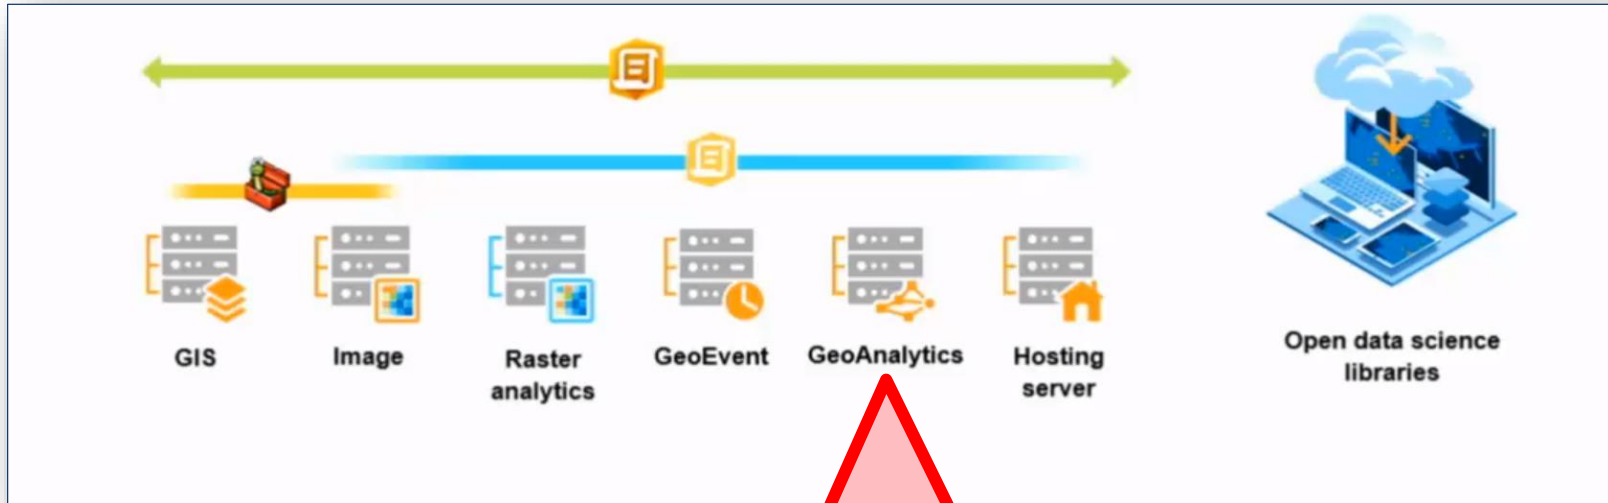 GIS
Image
Raster
analytics
GeoEvent
GeoAnalytics
Hosting
server
Open data science
libraries